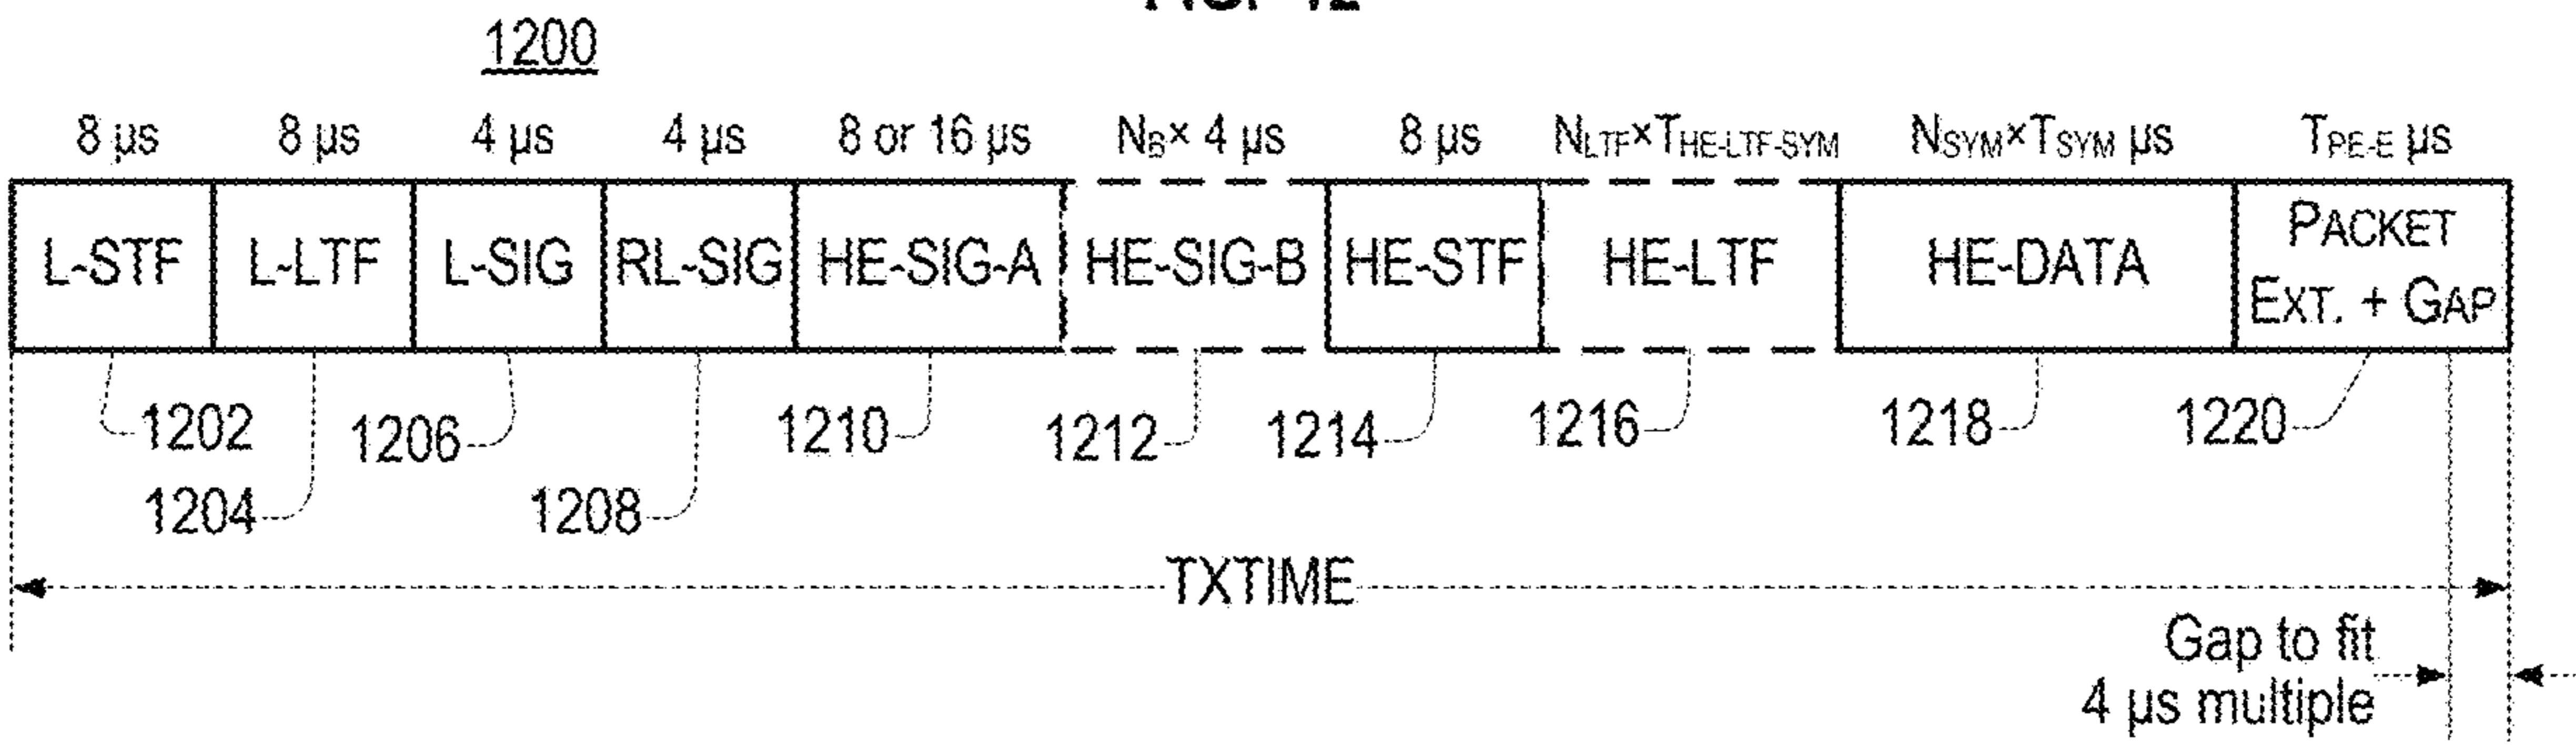 1200
8 µs 8 µs 4 µs 4 µs 8 or 16 µs NB× 4 µs 8 µs NLTF×THE-LTF-SYM NSYM×TSYM µs TPE-E µs
L-STF L-LTF L-SIG RL-SIG HE-SIG-A HE-SIG-B HE-STF HE-LTF HE-DATA PACKET
EXT. + GAP
1202 1206 1210 1212 1214 1216 1218 1220
1204 1208
TXTIME
Gap to fit
4 µs multiple